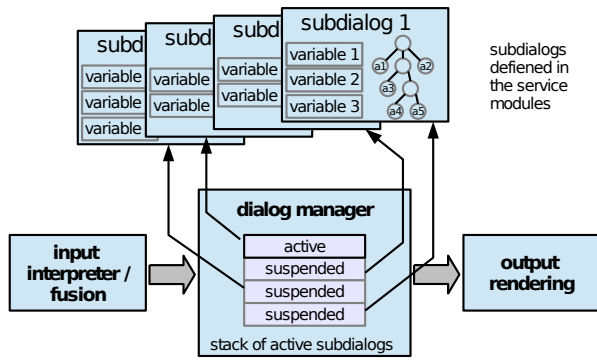 subd
subd
subd
subdialog 1
variable
variable
variable
variable
variable
variable
variable
variable 1
variable 2
variable 3
a1
a2
a3
a4
a5
subdialogs
defiened in
the service
modules
dialog manager
active
suspended
suspended
suspended
stack of active subdialogs
input
interpreter /
fusion
output
rendering